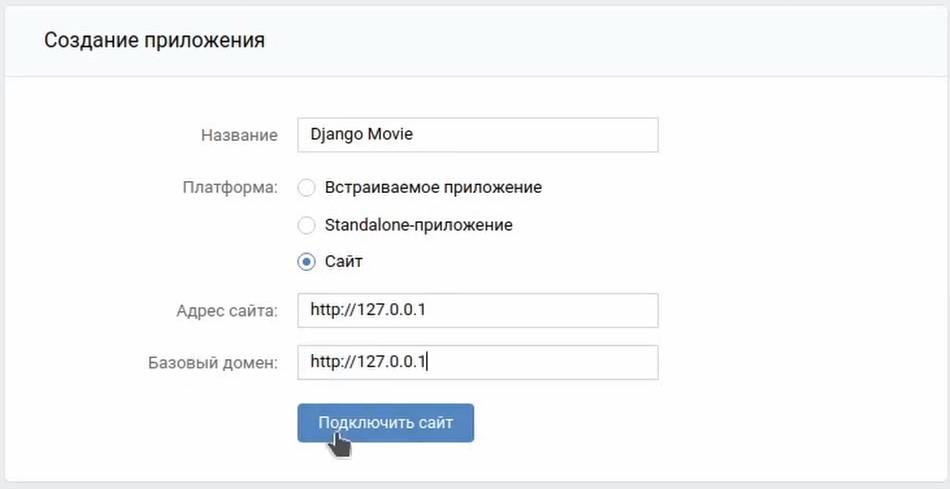 Создание приложения
Название Django Movie
Платформа: Встраиваемое приложение
Standalone-приложение
Сайт
Адрес сайта: http://127.0.0.1
Базовый домен: http://127.0.0.1
Подключить сайт